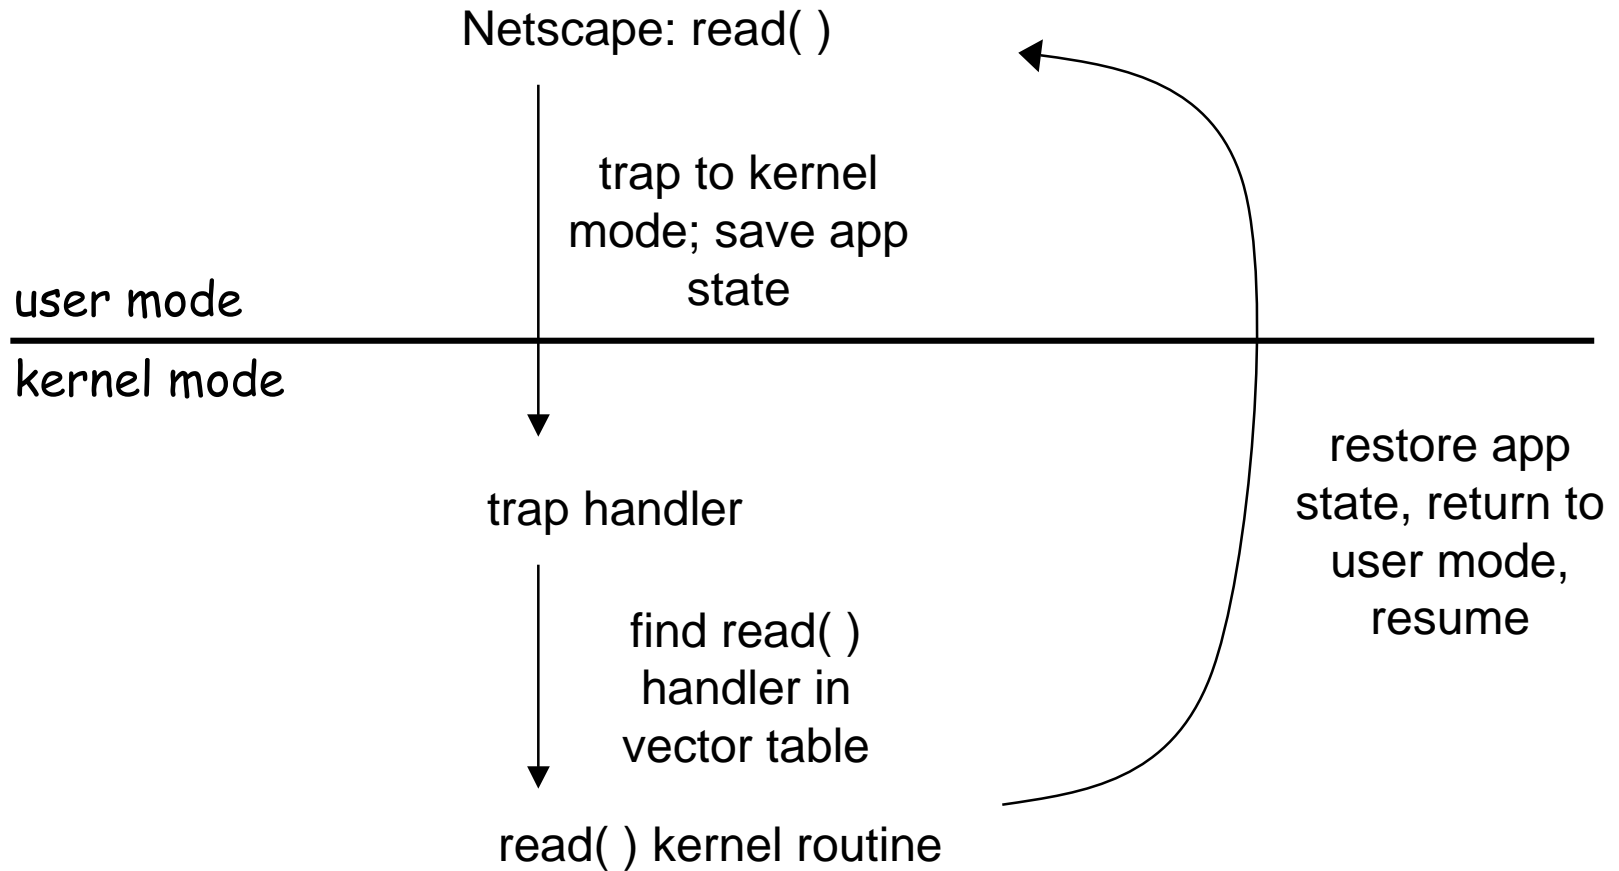 Netscape: read( )
trap to kernel
mode; save app
state
user mode
kernel mode
trap handler
restore app
state, return to
user mode,
resume
find read( )
handler in
vector table
read( ) kernel routine